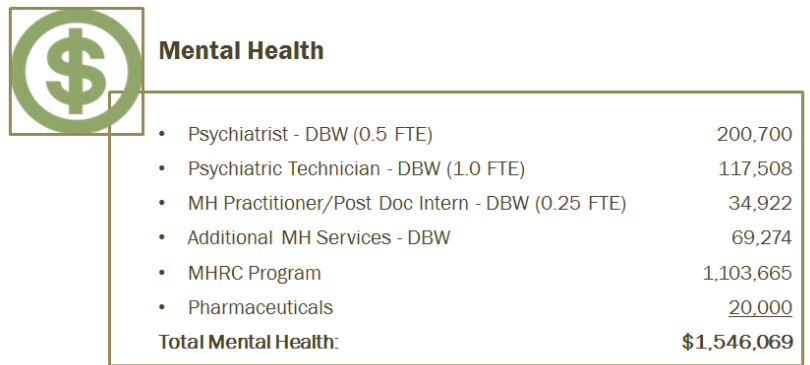 $
Mental Health
• Psychiatrist - DBW (0.5 FTE) 200,700
• Psychiatric Technician - DBW (1.0 FTE) 117,508
• MH Practitioner/Post Doc Intern - DBW (0.25 FTE) 34,922
• Additional MH Services - DBW 69,274
• MHRC Program 1,103,665
• Pharmaceuticals 20,000
Total Mental Health: $1,546,069